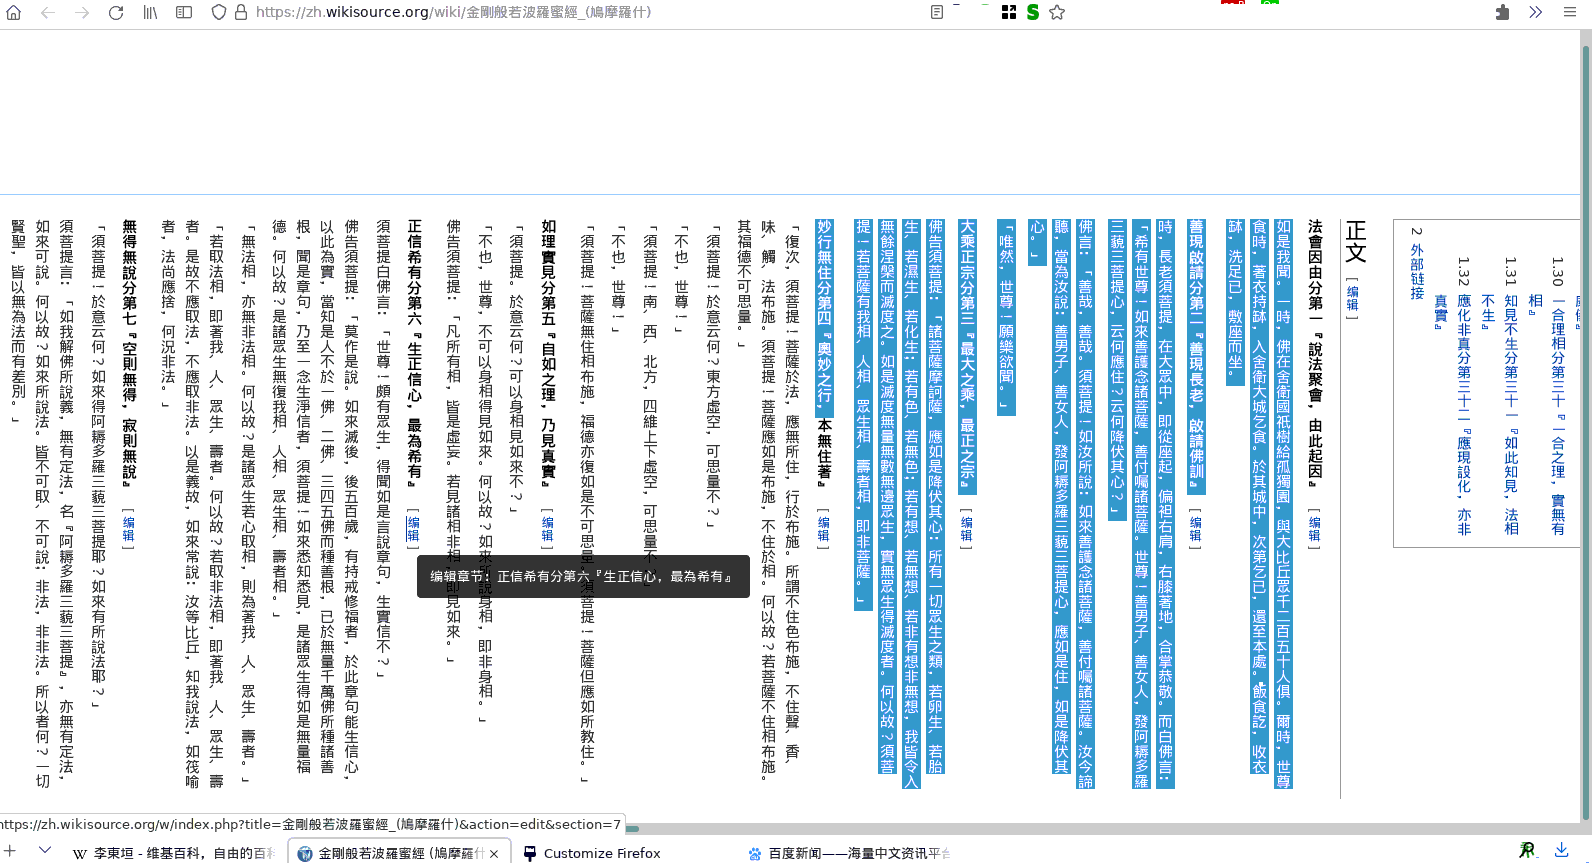 https://zh.wikisource.org/wiki/金剛般若波羅蜜經_(鳩摩羅什)
1.30 一合理相分第三十『一合之理，實無有
相』
1.31 知見不生分第三十一『如此知見，法相
不生』
1.32 應化非真分第三十二『應現設化，亦非
真實』
2 外部链接
正文 [编辑]
法會因由分第一『說法聚會，由此起因』 [编辑]
如是我聞。一時，佛在舍衛國祇樹給孤獨園，與大比丘眾千二百五十人俱。爾時，世尊
食時，著衣持缽，入舍衛大城乞食。於其城中，次第乞已，還至本處。飯食訖，收衣
缽，洗足已，敷座而坐。
善現啟請分第二『善現長老，啟請佛訓』 [编辑]
時，長老須菩提，在大眾中，即從座起，偏袒右肩，右膝著地，合掌恭敬。而白佛言：
「希有世尊！如來善護念諸菩薩，善付囑諸菩薩。世尊！善男子、善女人，發阿耨多羅
三藐三菩提心，云何應住？云何降伏其心？」
佛言：「善哉，善哉。須菩提！如汝所說：如來善護念諸菩薩，善付囑諸菩薩。汝今諦
聽，當為汝說：善男子、善女人，發阿耨多羅三藐三菩提心，應如是住，如是降伏其
心。」
「唯然，世尊！願樂欲聞。」
大乘正宗分第三『最大之乘，最正之宗』 [编辑]
佛告須菩提：「諸菩薩摩訶薩，應如是降伏其心：所有一切眾生之類，若卵生、若胎
生、若濕生、若化生；若有色、若無色；若有想、若無想、若非有想非無想，我皆令入
無餘涅槃而滅度之。如是滅度無量無數無邊眾生，實無眾生得滅度者。何以故？須菩
提！若菩薩有我相、人相、眾生相、壽者相，即非菩薩。」
妙行無住分第四『奧妙之行，本無住著』 [编辑]
「復次，須菩提！菩薩於法，應無所住，行於布施。所謂不住色布施，不住聲、香、
味、觸、法布施。須菩提！菩薩應如是布施，不住於相。何以故？若菩薩不住相布施。
其福德不可思量。」
「須菩提！於意云何？東方虛空，可思量不？」
「不也，世尊！」
「須菩提！南、西、北方，四維上下虛空，可思量不
「不也，世尊！」
「須菩提！菩薩無住相布施，福德亦復如是不可思量。須菩提！菩薩但應如所教住。」
如理實見分第五『自如之理，乃見真實』 [编辑]
「須菩提。於意云何？可以身相見如來不？」
「不也，世尊，不可以身相得見如來。何以故？如來所說身相，即非身相。」
佛告須菩提：「凡所有相，皆是虛妄。若見諸相非相，即見如來。」
正信希有分第六『生正信心，最為希有』 [编辑]
编辑章节：正信希有分第六『生正信心，最為希有』
須菩提白佛言：「世尊！頗有眾生，得聞如是言說章句，生實信不？」
佛告須菩提：「莫作是說。如來滅後，後五百歲，有持戒修福者，於此章句能生信心，
以此為實，當知是人不於一佛、二佛、三四五佛而種善根，已於無量千萬佛所種諸善
根，聞是章句，乃至一念生淨信者，須菩提！如來悉知悉見，是諸眾生得如是無量福
德。何以故？是諸眾生無復我相、人相、眾生相、壽者相。」
「無法相，亦無非法相。何以故？是諸眾生若心取相，則為著我、人、眾生、壽者。」
「若取法相，即著我、人、眾生、壽者。何以故？若取非法相，即著我、人、眾生、壽
者。是故不應取法，不應取非法。以是義故，如來常說：汝等比丘，知我說法，如筏喻
者，法尚應捨，何況非法。」
無得無說分第七『空則無得，寂則無說』 [编辑]
「須菩提！於意云何？如來得阿耨多羅三藐三菩提耶？如來有所說法耶？」
須菩提言：「如我解佛所說義，無有定法，名『阿耨多羅三藐三菩提』，亦無有定法，
如來可說。何以故？如來所說法。皆不可取、不可說；非法，非非法。所以者何？一切
賢聖，皆以無為法而有差別。」
https://zh.wikisource.org/w/index.php?title=金剛般若波羅蜜經_(鳩摩羅什)&action=edit&section=7
李東垣 - 维基百科，自由的百科
金剛般若波羅蜜經 (鳩摩羅什
Customize Firefox
百度新闻——海量中文资讯平台